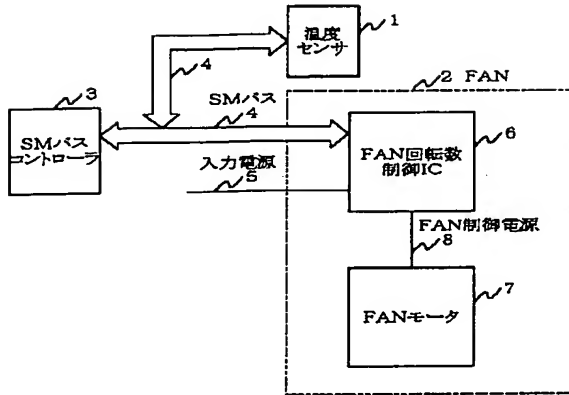 温度
センサ
1
4
2 FAN
3
SMバス
コントローラ
SMバス
4
6
FAN回転数
制御IC
入力電源
5
FAN制御電源
8
7
FANモータ